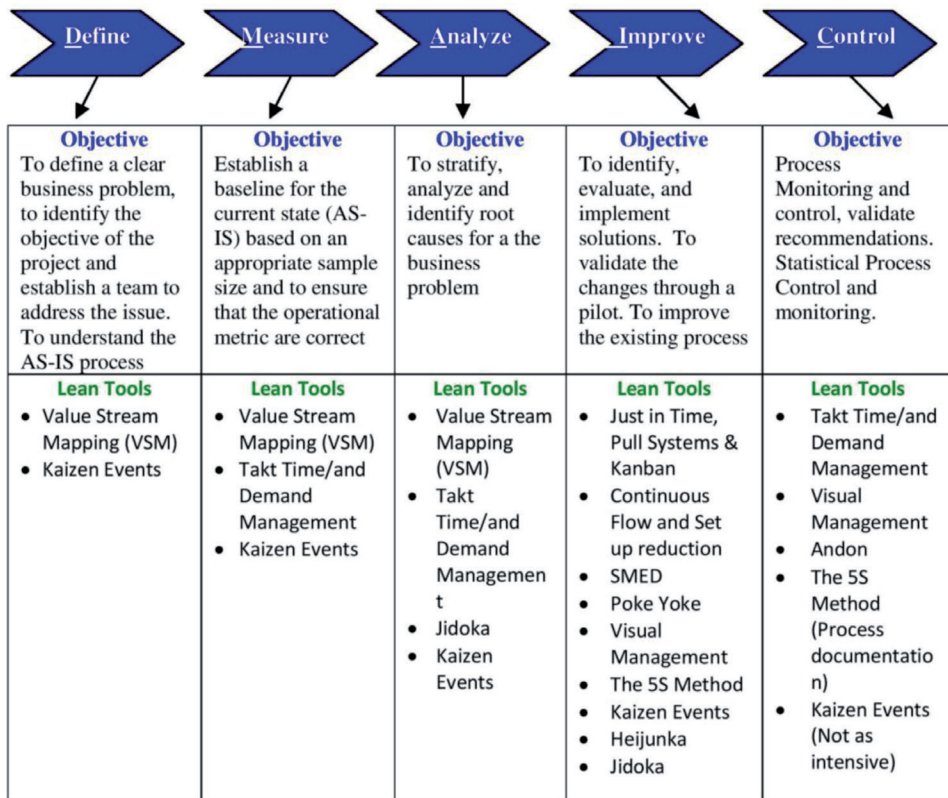 Define
Measure
Analyze
Improve
Control
Objective
To define a clear
business problem,
to identify the
objective of the
project and
establish a team to
address the issue.
To understand the
AS-IS process
Objective
Establish a
baseline for the
current state (AS-
IS) based on an
appropriate sample
size and to ensure
that the operational
metric are correct
Objective
To stratify,
analyze and
identify root
causes for a the
business
problem
Objective
To identify,
evaluate, and
implement
solutions. To
validate the
changes through a
pilot. To improve
the existing process
Objective
Process
Monitoring and
control, validate
recommendations.
Statistical Process
Control and
monitoring.
Lean Tools
• Value Stream
Mapping (VSM)
• Kaizen Events
Lean Tools
• Value Stream
Mapping (VSM)
• Takt Time/and
Demand
Management
• Kaizen Events
Lean Tools
• Value Stream
Mapping
(VSM)
• Takt
Time/and
Demand
Managemen
t
• Jidoka
• Kaizen
Events
Lean Tools
• Just in Time,
Pull Systems &
Kanban
• Continuous
Flow and Set
up reduction
• SMED
• Poke Yoke
• Visual
Management
• The 5S Method
• Kaizen Events
• Heijunka
• Jidoka
Lean Tools
• Takt Time/and
Demand
Management
• Visual
Management
• Andon
• The 5S
Method
(Process
documentatio
n)
• Kaizen Events
(Not as
intensive)